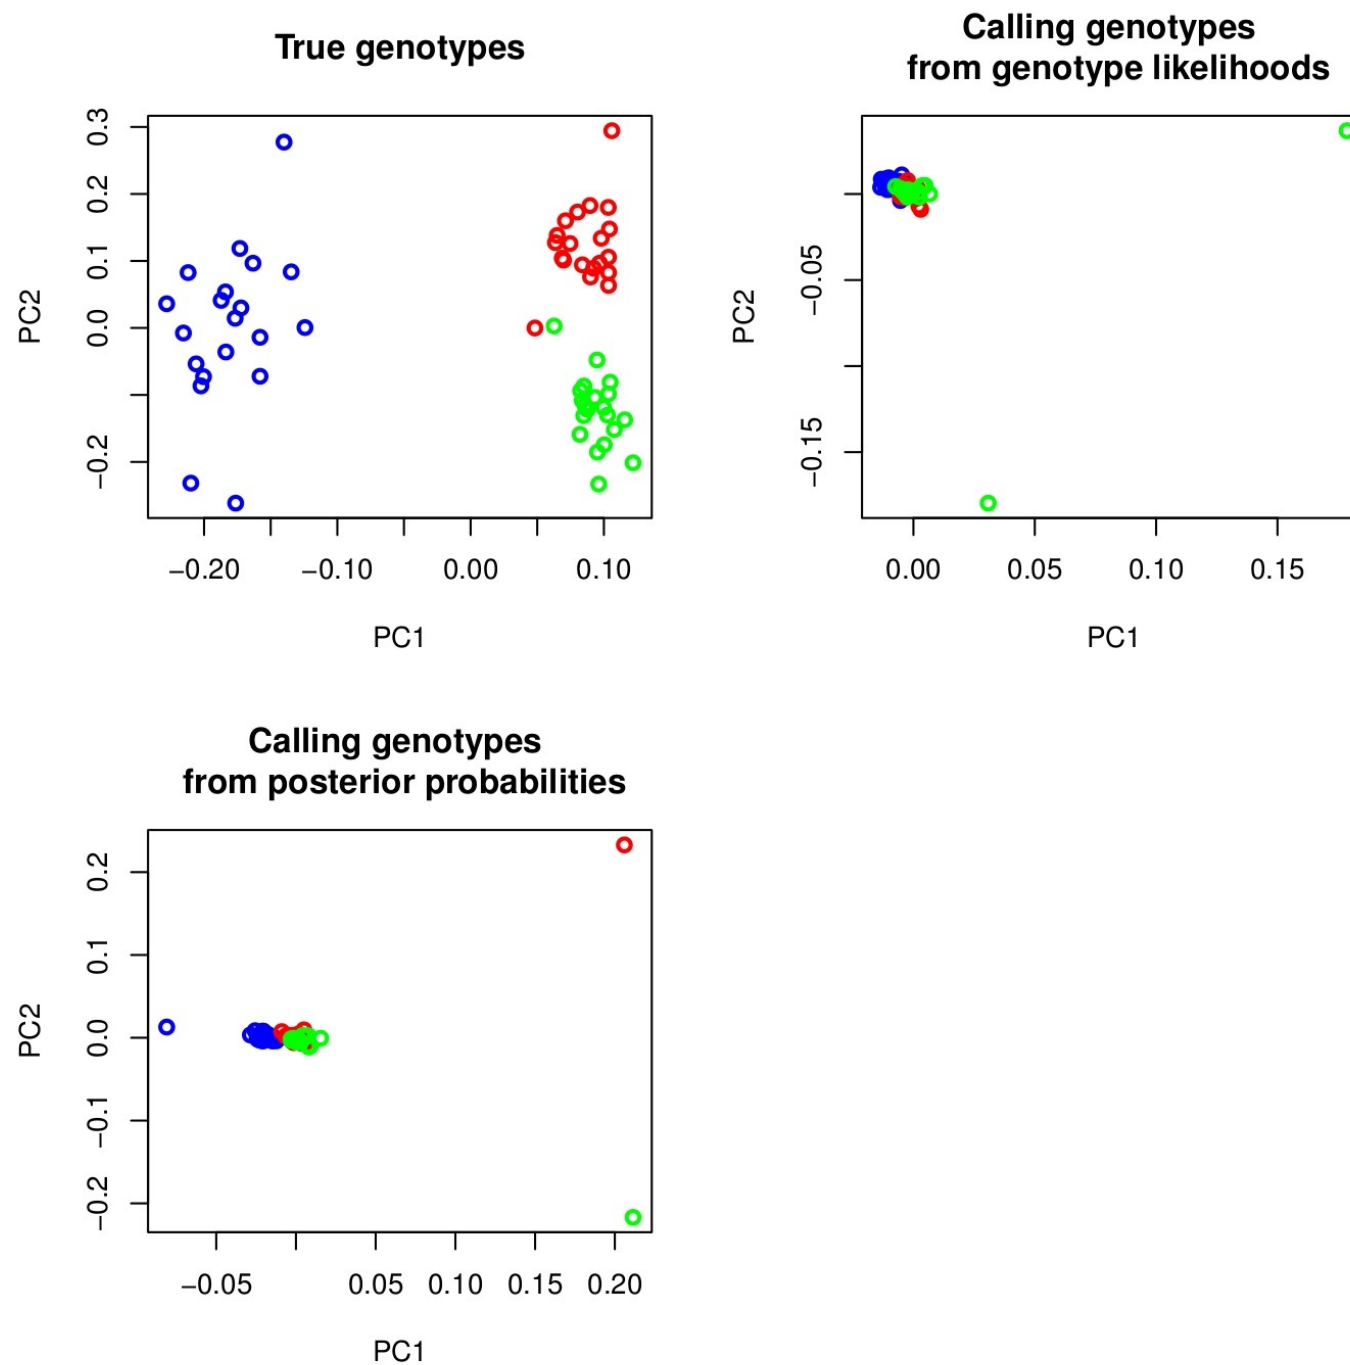 True genotypes
0.3
0.2
0.1
0.0
−0.2
PC2
−0.20
−0.10
0.00
0.10
PC1
Calling genotypes
from genotype likelihoods
−0.05
−0.15
PC2
0.00
0.05
0.10
0.15
PC1
Calling genotypes
from posterior probabilities
0.2
0.1
0.0
−0.1
−0.2
PC2
−0.05
0.05
0.10
0.15
0.20
PC1